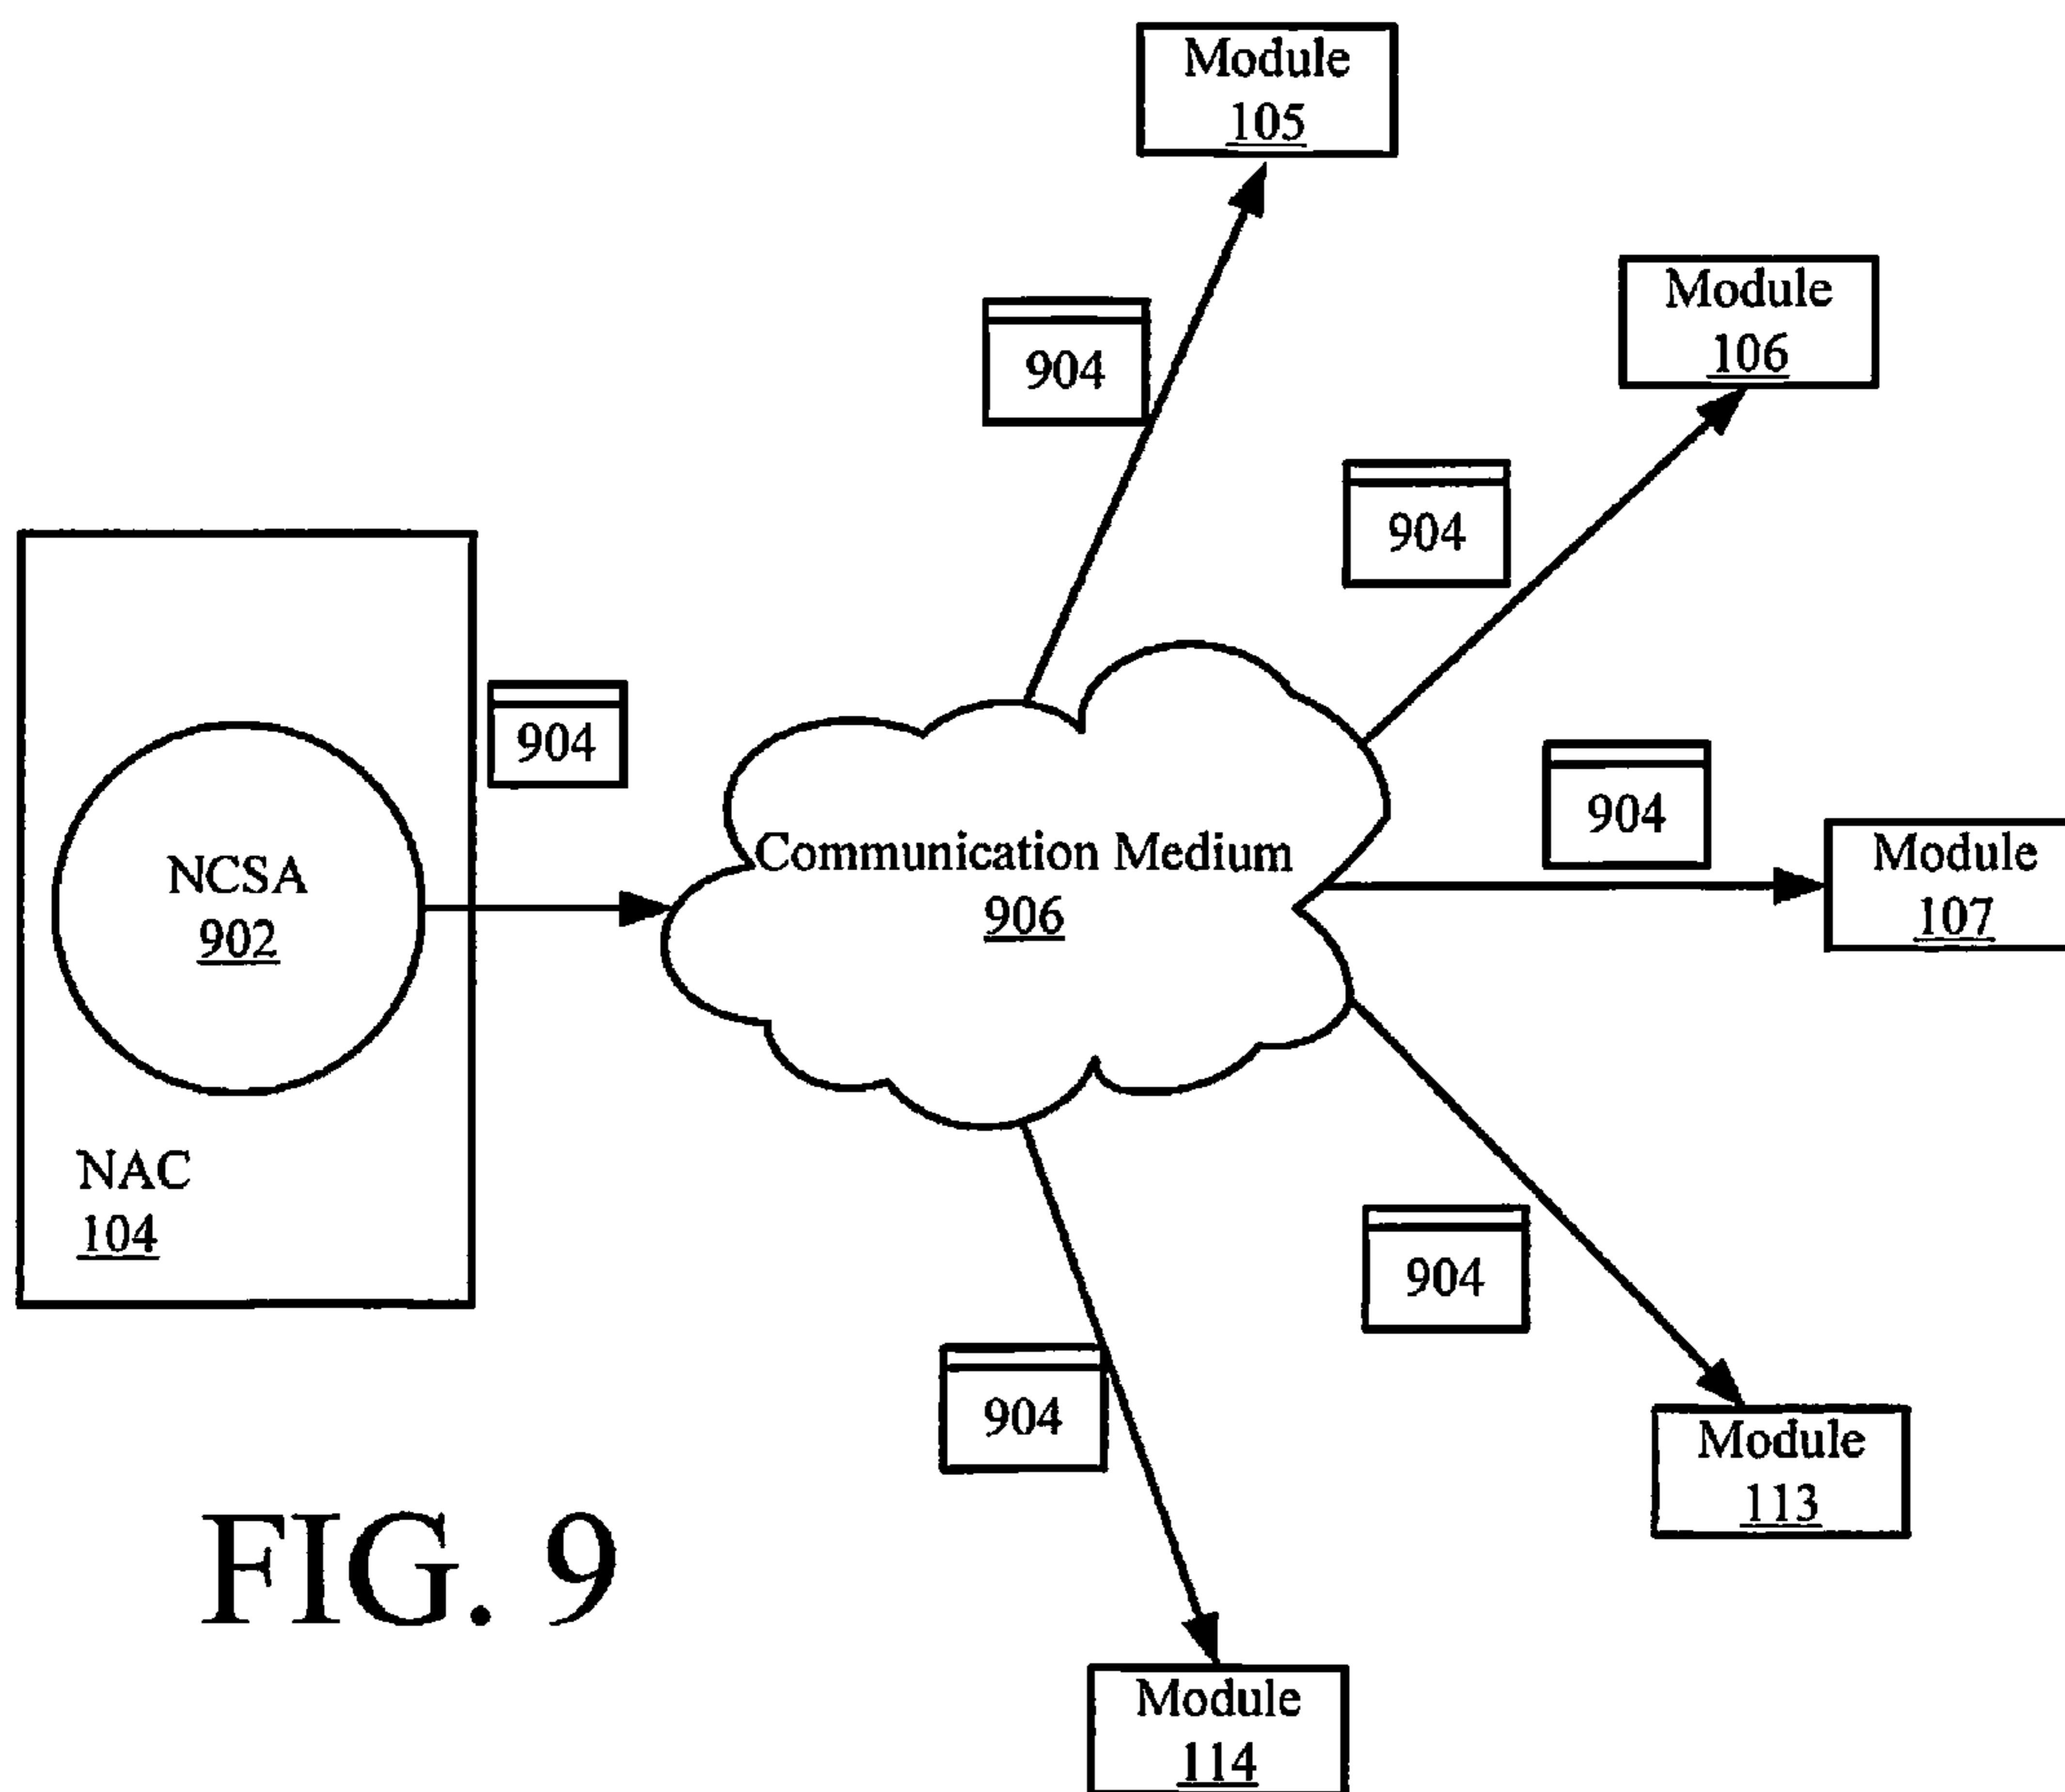 Module
105
Module
106
904
904
904
NCSA
902
Communication Medium
906
904
Module
107
NAC
104
904
904
Module
113
FIG. 9
Module
114